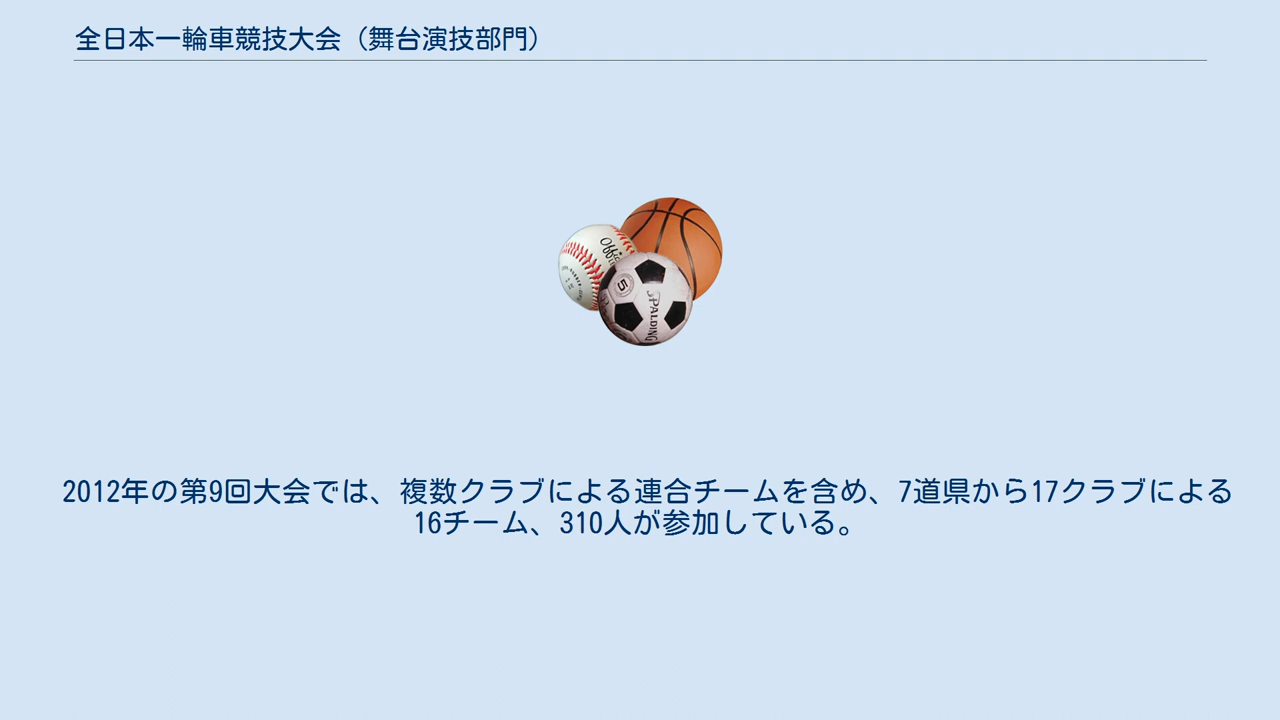 全日本一輪車競技大会（舞台演技部門）
Offic
5
SPALDING
2012年の第9回大会では、複数クラブによる連合チームを含め、7道県から17クラブによる
16チーム、310人が参加している。